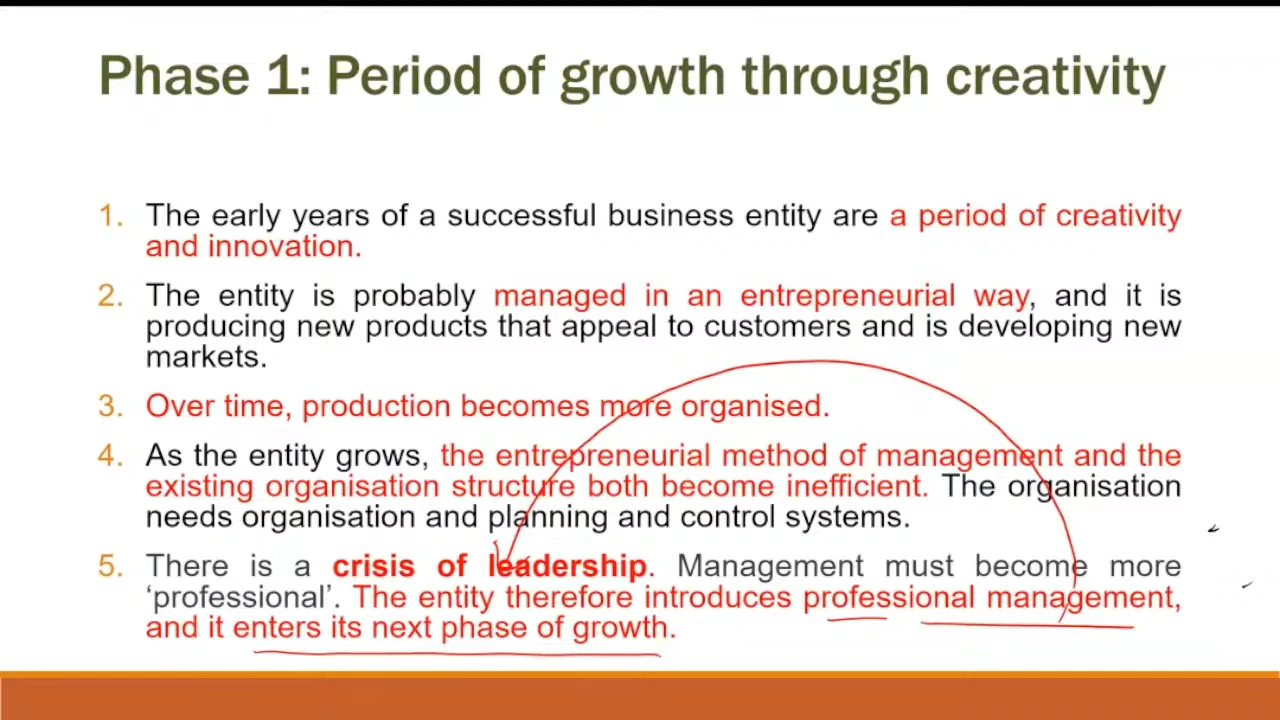 Phase 1: Period of growth through creativity
1. The early years of a successful business entity are a period of creativity
and innovation.
2. The entity is probably managed in an entrepreneurial way, and it is
producing new products that appeal to customers and is developing new
markets.
3. Over time, production becomes more organised.
4. As the entity grows, the entrepreneurial method of management and the
existing organisation structure both become inefficient. The organisation
needs organisation and planning and control systems.
5. There is a crisis of leadership. Management must become more
‘professional’. The entity therefore introduces professional management,
and it enters its next phase of growth.